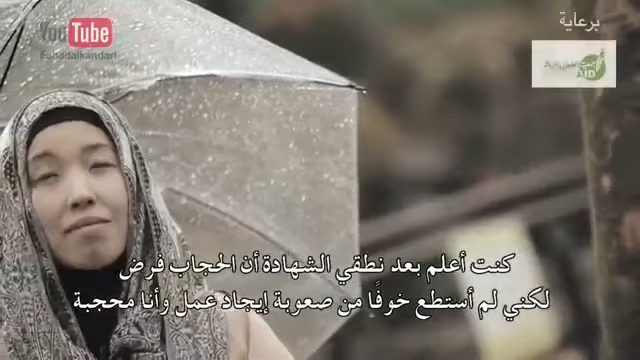 YouTube
برعاية
AID
كنت أعلم بعد نطقي الشهادة أن الحجاب فرض
لكني لم أستطع خوفًا من صعوبة إيجاد عمل وأنا محجبة